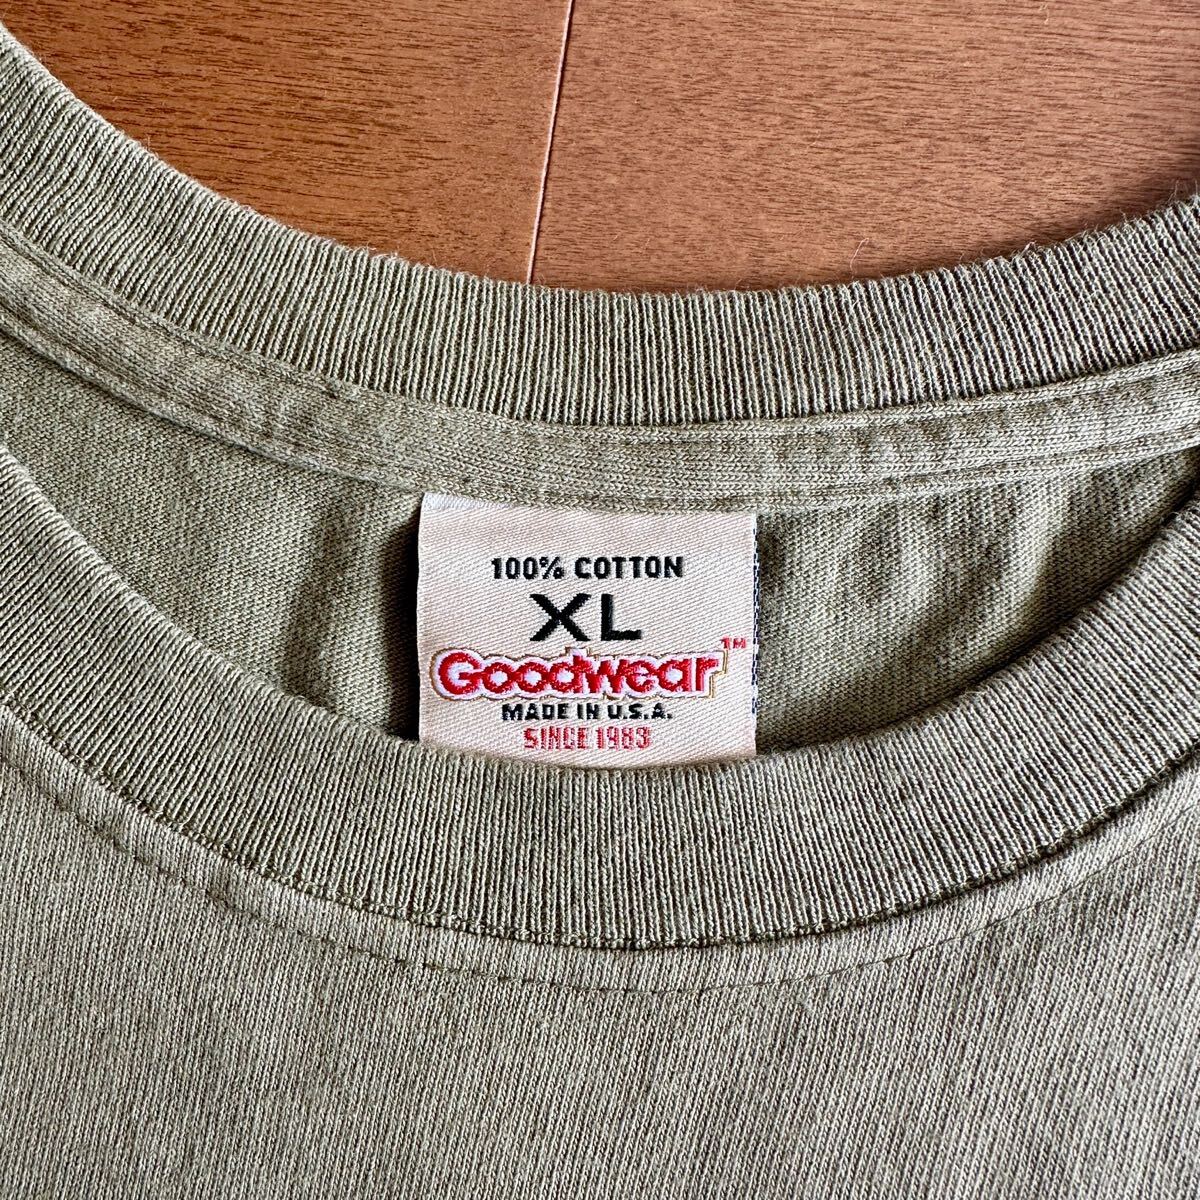 100% COTTON
XL
Goodwear™
MADE IN U.S.A.
SINCE 1983